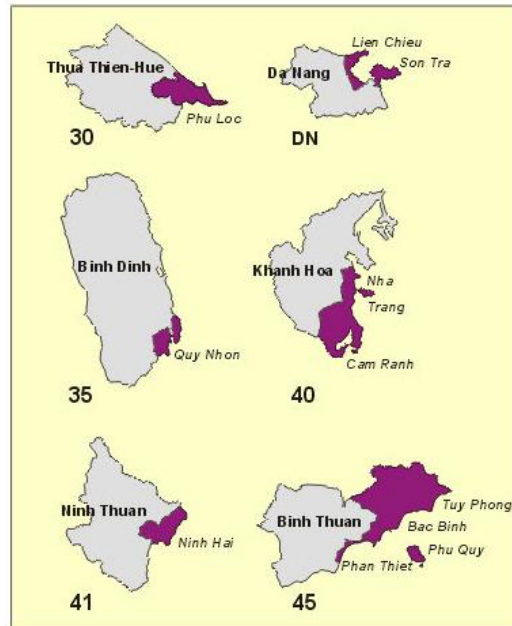 Thua Thien-Hue
Phu Loc
30
Lien Chieu
Da Nang
Son Tra
DN
Binh Dinh
Quy Nhon
35
Khanh Hoa
Nha
Trang
Cam Ranh
40
Ninh Thuan
Ninh Hai
41
Tuy Phong
Binh Thuan
Bac Binh
Phu Quy
Phan Thiet
45